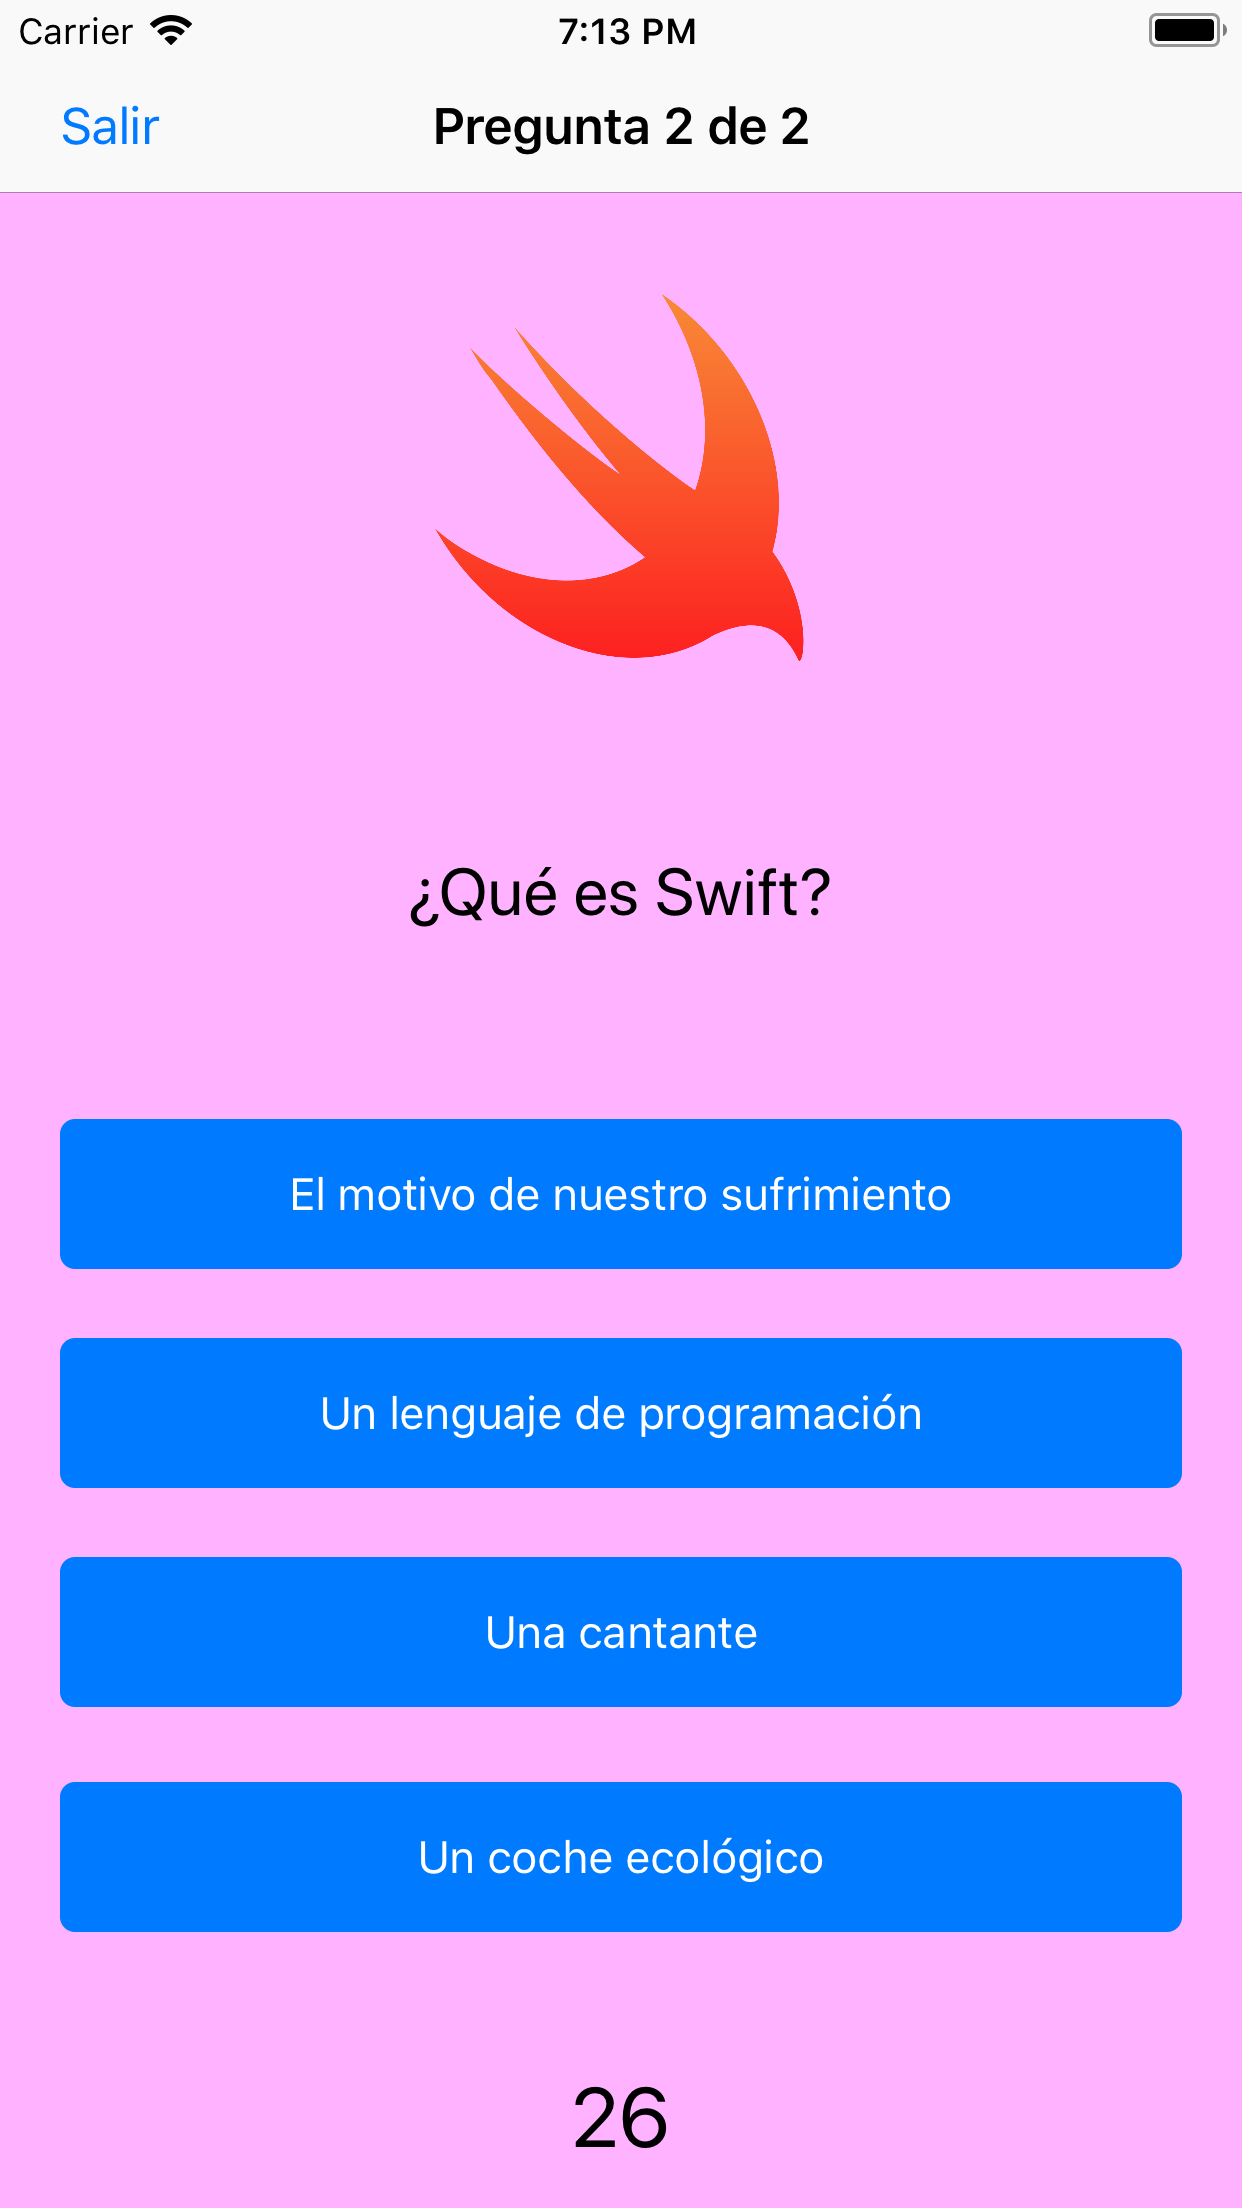 Carrier 7:13 PM
Salir Pregunta 2 de 2
¿Qué es Swift?
El motivo de nuestro sufrimiento
Un lenguaje de programación
Una cantante
Un coche ecológico
26